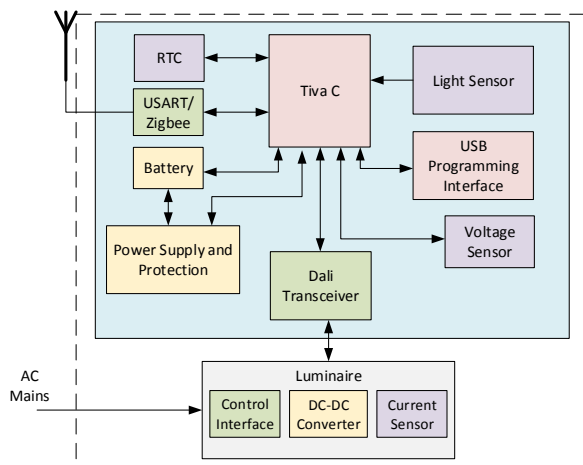 RTC
Tiva C
Light Sensor
USART/
Zigbee
USB
Programming
Interface
Battery
Voltage
Sensor
Power Supply and
Protection
Dali
Transceiver
AC
Mains
Luminaire
Control
Interface
DC-DC
Converter
Current
Sensor